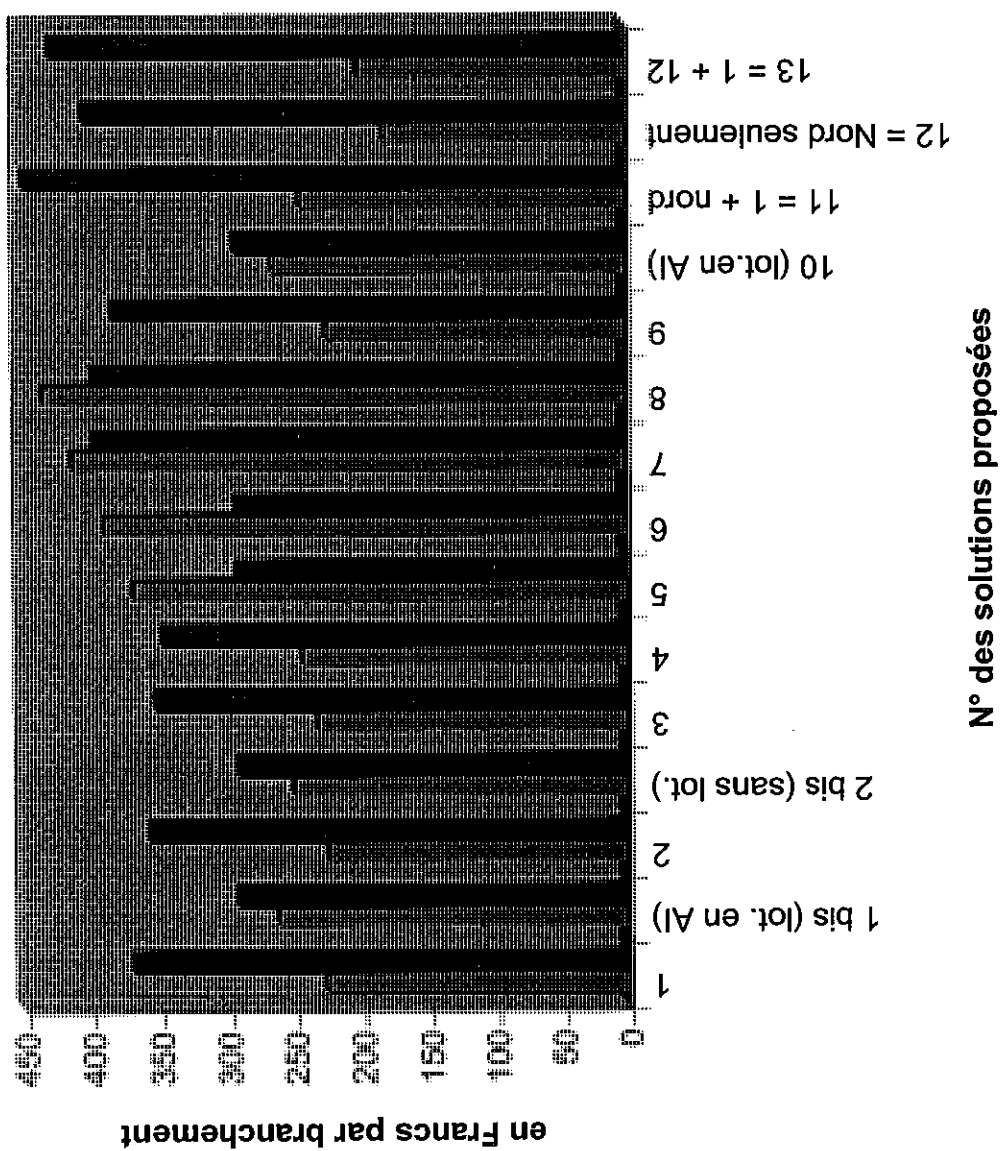 en Francs par branchement
450
400
350
300
250
200
150
100
50
0
1
1 bis (lot. en Al)
2
2 bis (sans lot.)
3
4
5
6
7
8
9
10 (lot.en Al)
11 = 1 + nord
12 = Nord seulement
13 = 1 + 12
N° des solutions proposées